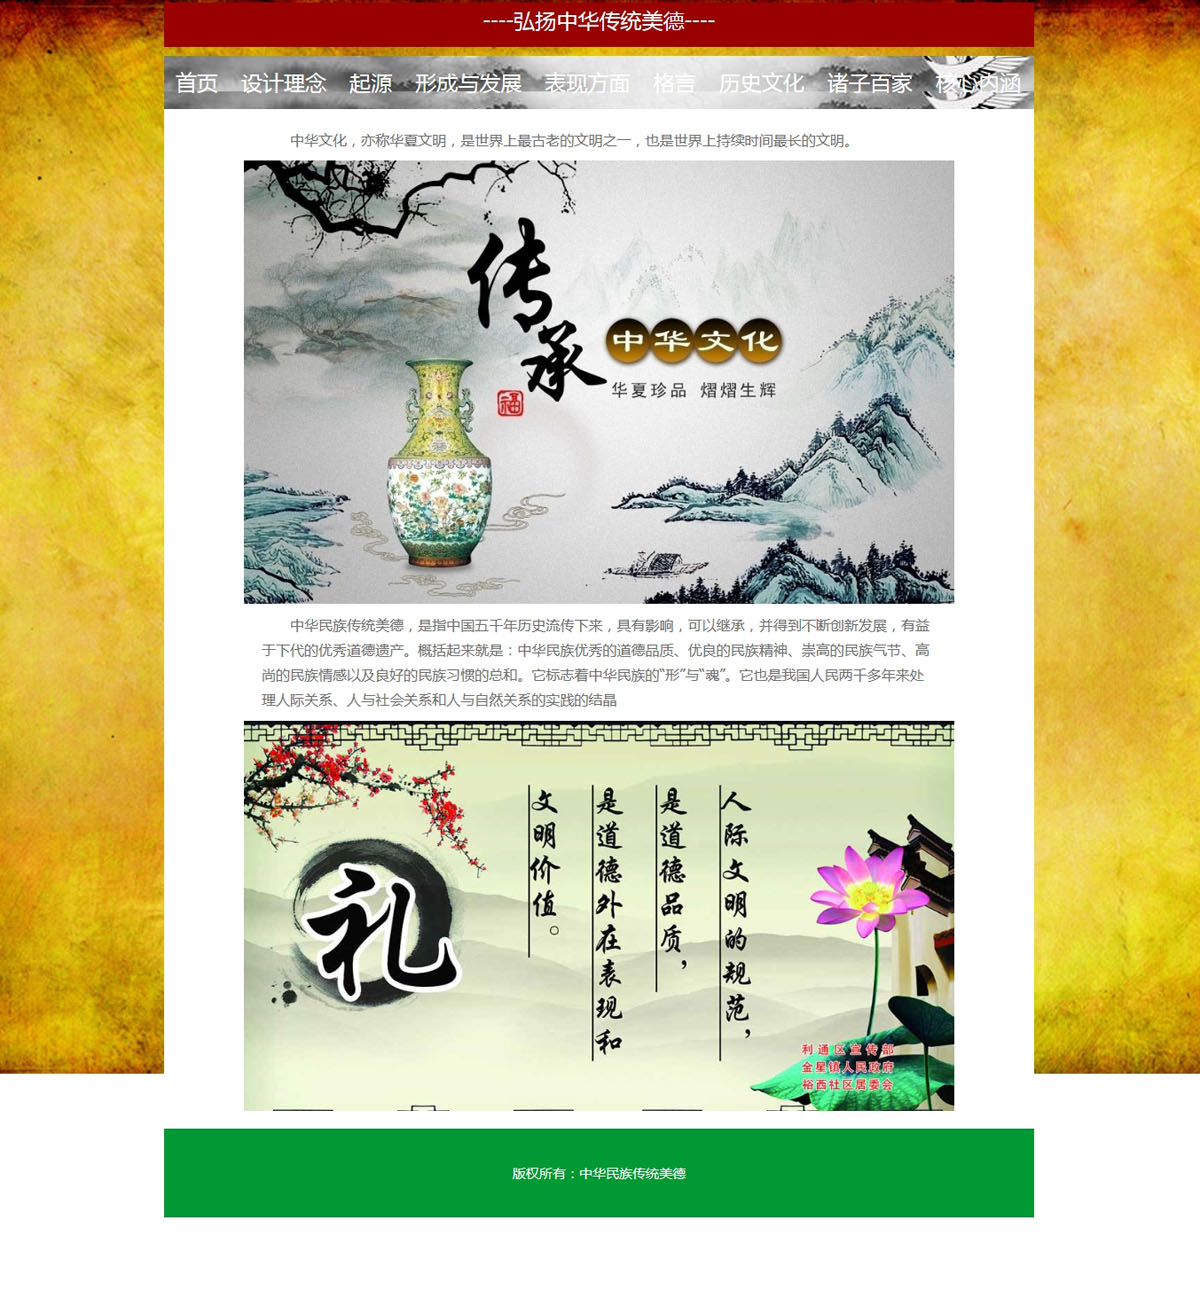 ----弘扬中华传统美德----
首页 设计理念 起源 形成与发展 表现方面 格言 历史文化 诸子百家 核心内涵
中华文化，亦称华夏文明，是世界上最古老的文明之一，也是世界上持续时间最长的文明。
传承
中华文化
福
华夏珍品 熠熠生辉
中华民族传统美德，是指中国五千年历史流传下来，具有影响，可以继承，并得到不断创新发展，有益
于下代的优秀道德遗产。概括起来就是：中华民族优秀的道德品质、优良的民族精神、崇高的民族气节、高
尚的民族情感以及良好的民族习惯的总和。它标志着中华民族的“形”与“魂”。它也是我国人民两千多年来处
理人际关系、人与社会关系和人与自然关系的实践的结晶
礼
人际文明的规范，
是道德品质，
是道德外在表现和
文明价值。
利通区宣传部
金星镇人民政府
裕西社区居委会
版权所有：中华民族传统美德